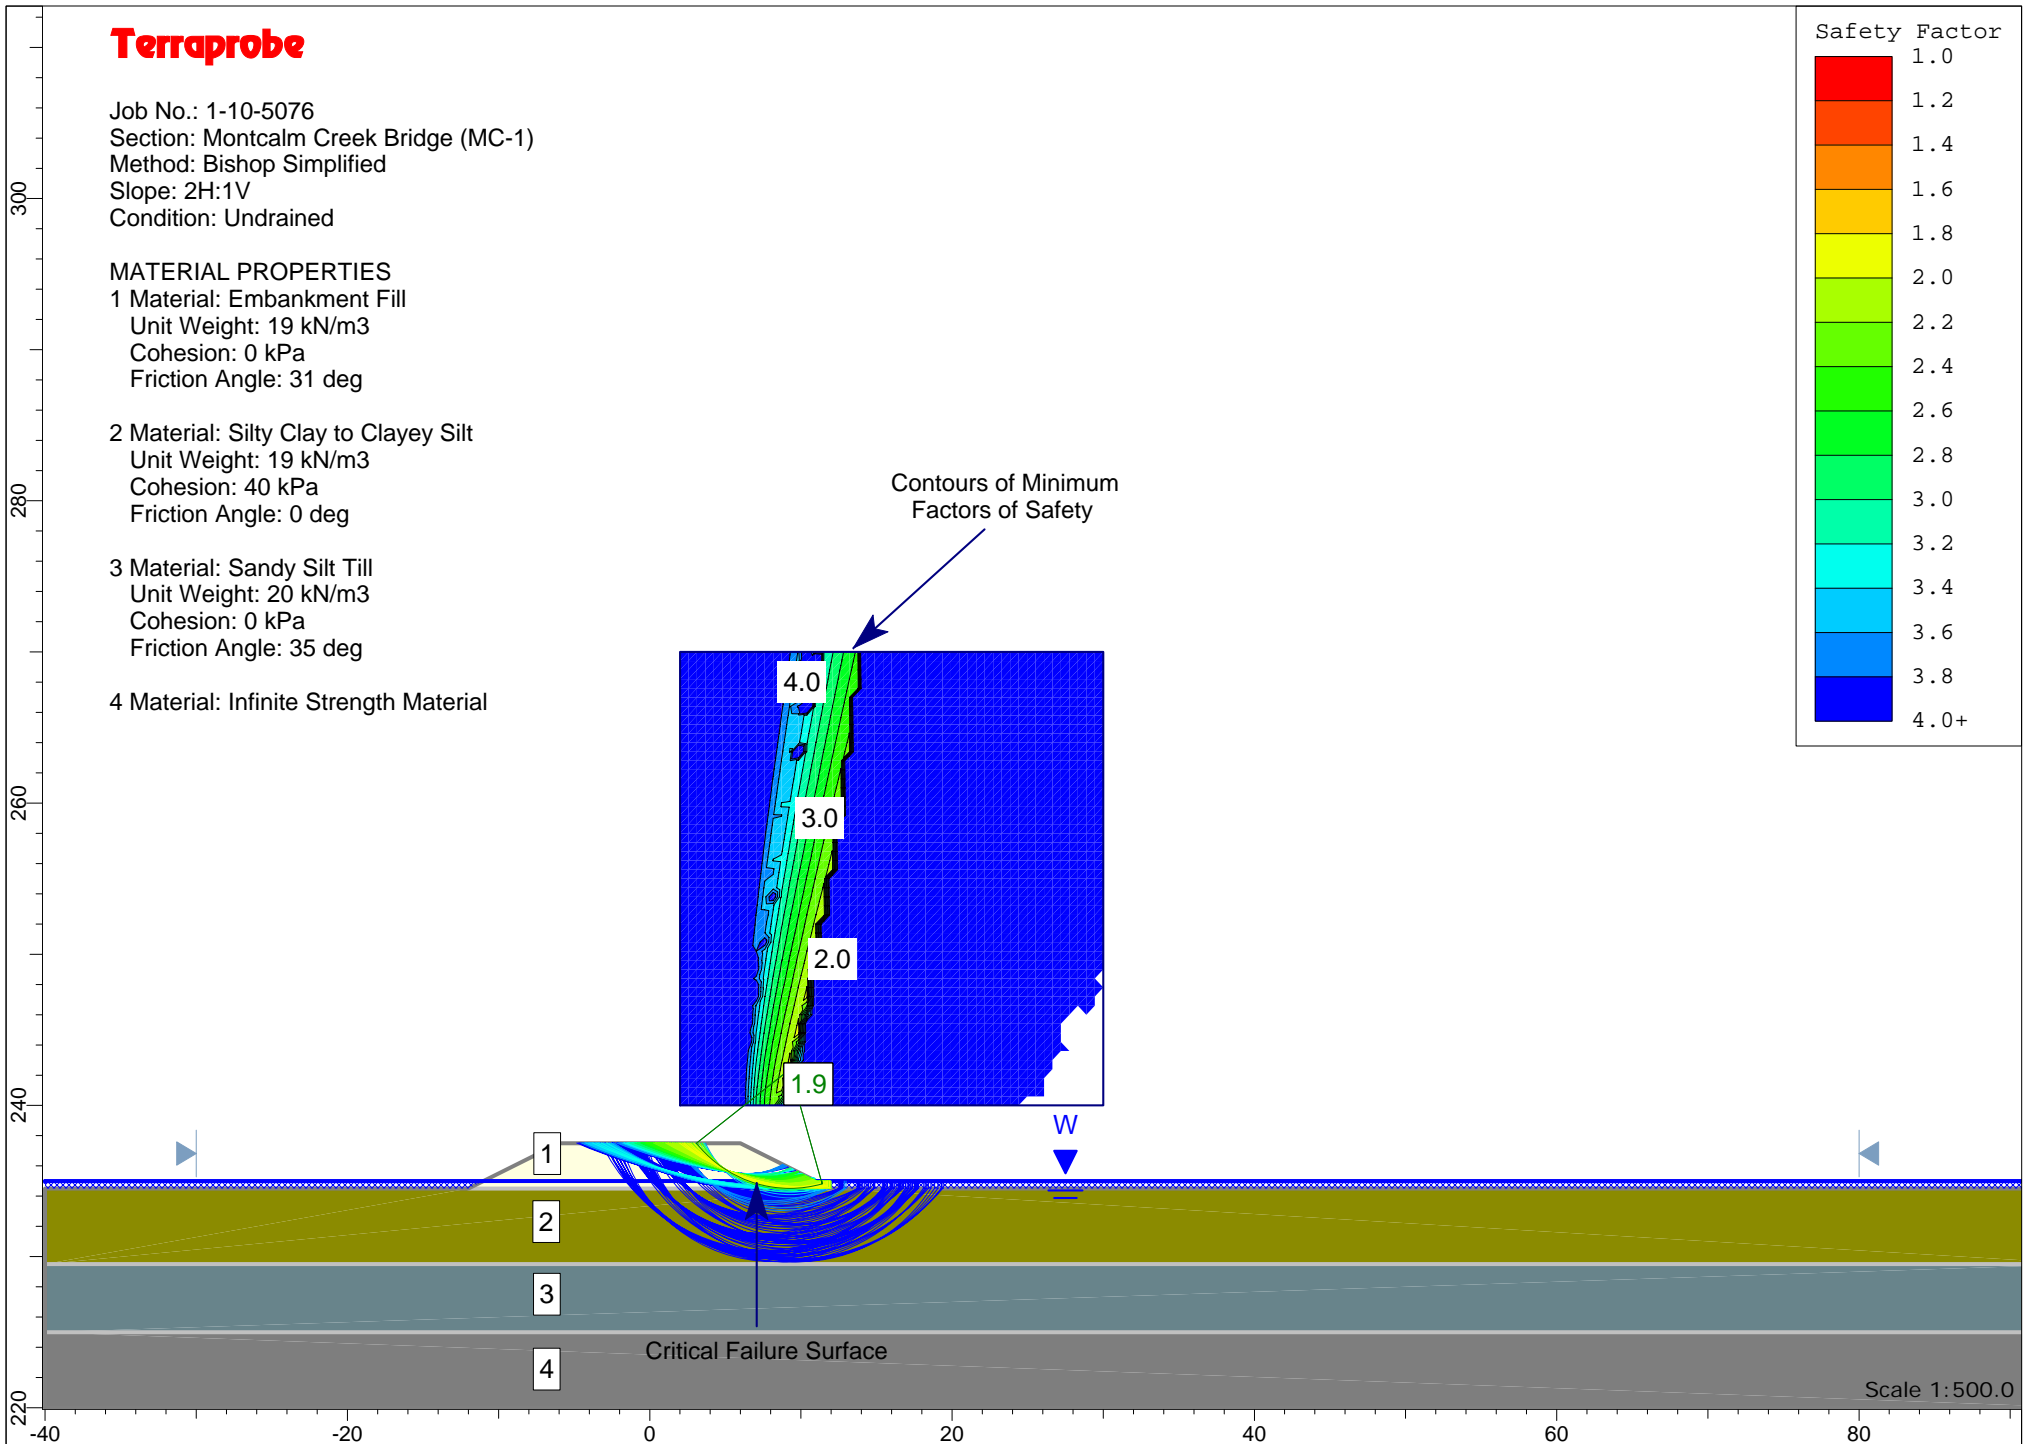 Terraprobe
Job No.: 1-10-5076
Section: Montcalm Creek Bridge (MC-1)
Method: Bishop Simplified
Slope: 2H:1V
Condition: Undrained
MATERIAL PROPERTIES
1 Material: Embankment Fill
Unit Weight: 19 kN/m3
Cohesion: 0 kPa
Friction Angle: 31 deg
2 Material: Silty Clay to Clayey Silt
Unit Weight: 19 kN/m3
Cohesion: 40 kPa
Friction Angle: 0 deg
3 Material: Sandy Silt Till
Unit Weight: 20 kN/m3
Cohesion: 0 kPa
Friction Angle: 35 deg
4 Material: Infinite Strength Material
Safety Factor
1.0
1.2
1.4
1.6
1.8
2.0
2.2
2.4
2.6
2.8
3.0
3.2
3.4
3.6
3.8
4.0+
Contours of Minimum
Factors of Safety
4.0
3.0
2.0
1.9
W
1
2
3
4
Critical Failure Surface
Scale 1:500.0
300
280
260
240
220
-40
-20
0
20
40
60
80